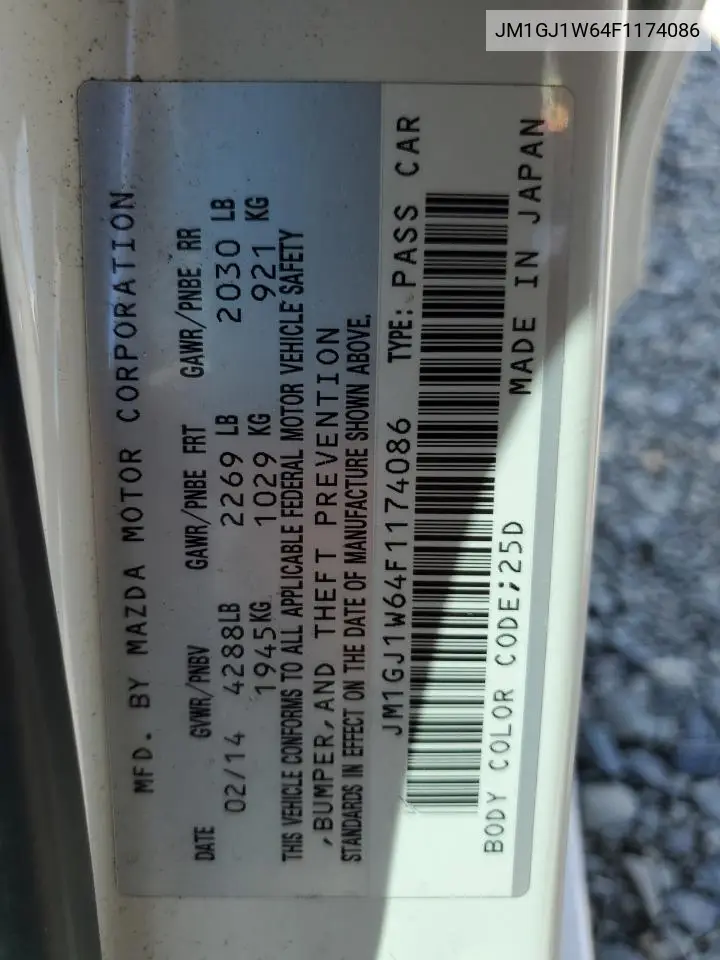 JM1GJ1W64F1174086
MFD. BY MAZDA MOTOR CORPORATION
DATE GVWR/PNBV GAWR/PNBE FRT GAWR/PNBE RR
02/14 4288LB 2269 LB 2030 LB
1945KG 1029 KG 921 KG
THIS VEHICLE CONFORMS TO ALL APPLICABLE FEDERAL MOTOR VEHICLE SAFETY
,BUMPER,AND THEFT PREVENTION
STANDARDS IN EFFECT ON THE DATE OF MANUFACTURE SHOWN ABOVE.
JM1GJ1W64F1174086 TYPE: PASS CAR
BODY COLOR CODE;25D MADE IN JAPAN